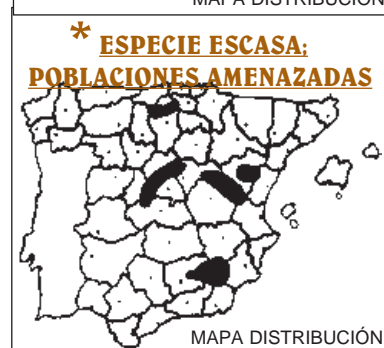 MAPA DISTRIBUCIÓN
* ESPECIE ESCASA;
POBLACIONES AMENAZADAS
MAPA DISTRIBUCIÓN